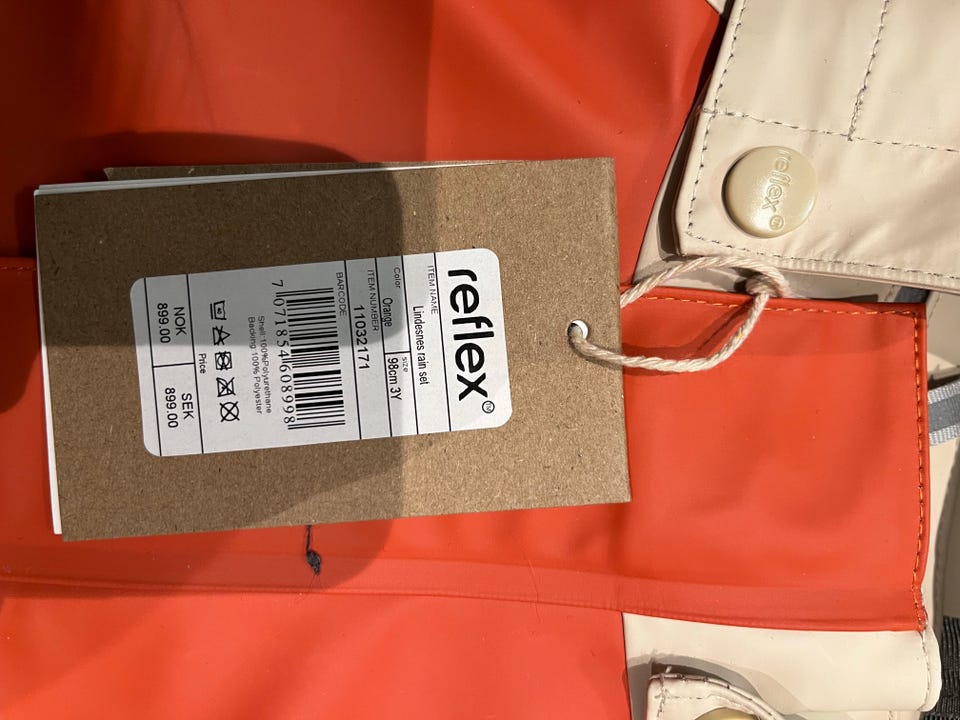 reflex™
ITEM NAME
Lindesnes rain set
Color
Orange
size
98cm 3Y
ITEM NUMBER
11032171
BARCODE
7 071854 608998
Shell:100%Polyurethane
Backing:100% Polyester
Price
NOK
899.00
SEK
899.00
reflex